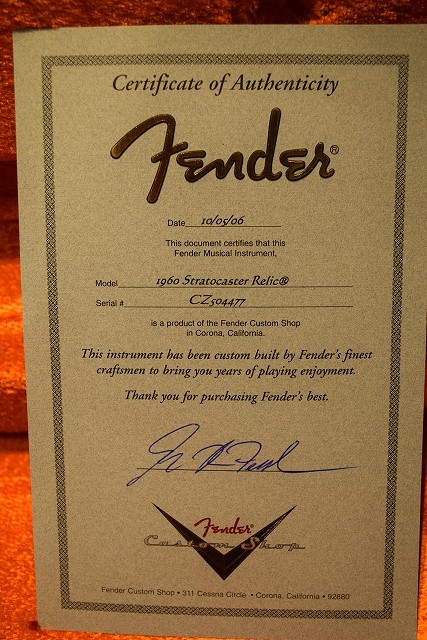 Certificate of Authenticity
Fender®
Date 10/05/06
This document certifies that this
Fender Musical Instrument,
Model 1960 Stratocaster Relic®
Serial # CZ504477
is a product of the Fender Custom Shop
in Corona, California.
This instrument has been custom built by Fender's finest
craftsmen to bring you years of playing enjoyment.
Thank you for purchasing Fender's best.
Fender®
Custom Shop
Fender Custom Shop • 311 Cessna Circle • Corona, California • 92880